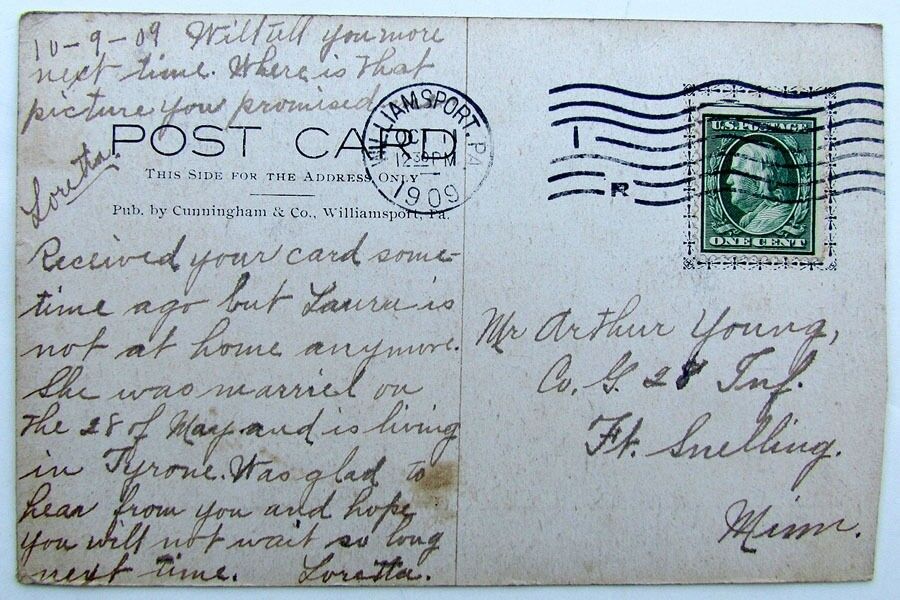 10-9-09 Will tell you more
next time. Where is that
picture you promised
Loretta.
POST CARD
THIS SIDE FOR THE ADDRESS ONLY
Pub. by Cunningham & Co., Williamsport, Pa.
Received your card some-
time ago but Laura is
not at home anymore.
She was married on
the 28 of May and is living
in Tyrone. Was glad to
hear from you and hope
you will not wait so long
next time. Loretta.
WILLIAMSPORT, PA.
OCT 11
12 30 PM
1909
1
R
U.S. POSTAGE
ONE CENT
Mr Arthur Young,
Co. G. 28 Inf.
Ft. Snelling.
Minn.